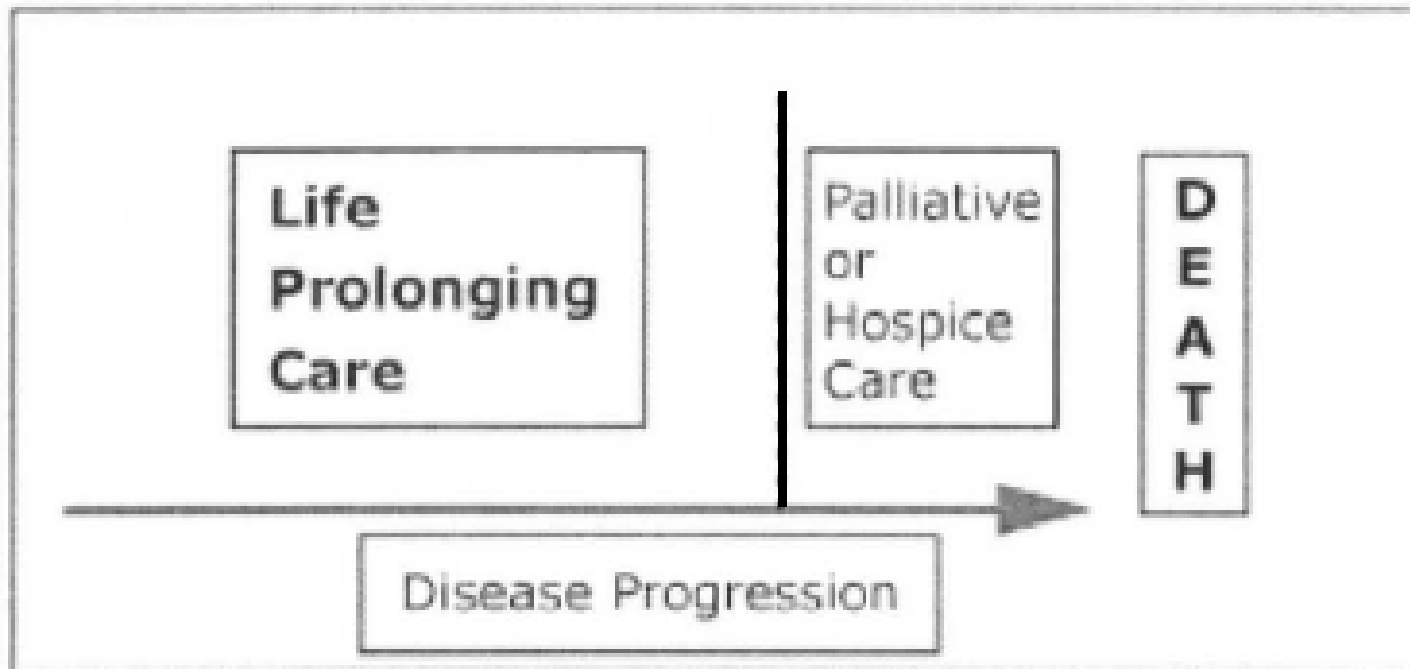 Life
Prolonging
Care
Palliative
or
Hospice
Care
D
E
A
T
H
Disease Progression